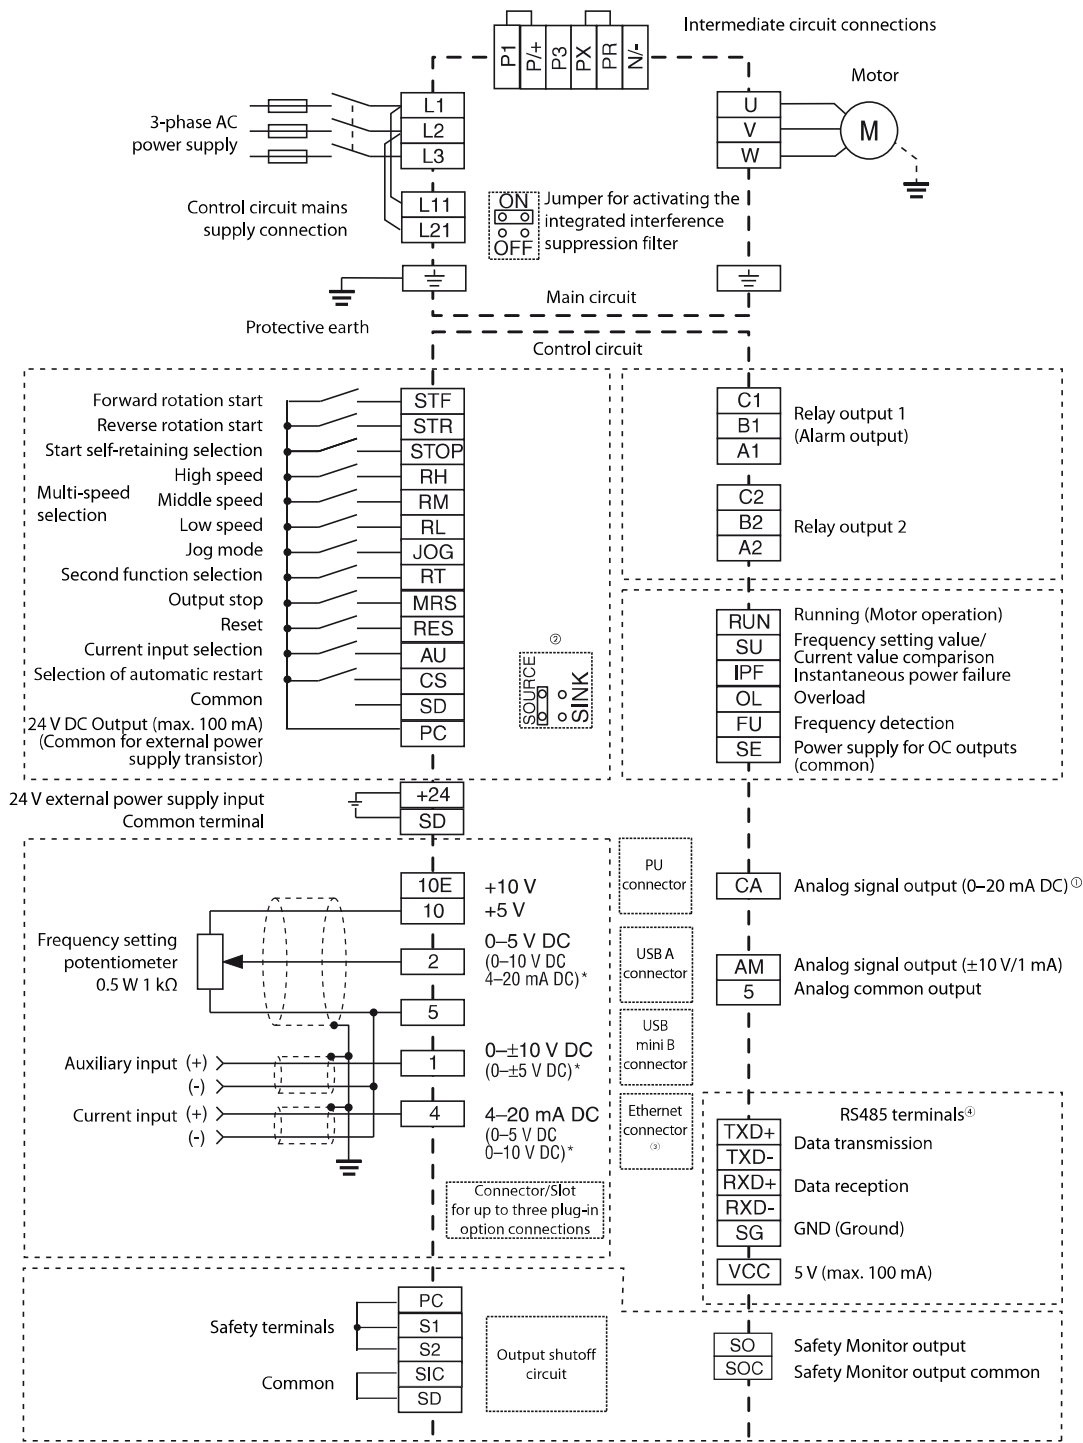 Intermediate circuit connections
P1
P/+
P3
PX
PR
N/-
Motor
3-phase AC
power supply
L1
L2
L3
U
V
W
M
Control circuit mains
supply connection
L11
L21
ON
OFF
Jumper for activating the
integrated interference
suppression filter
Protective earth
Main circuit
Control circuit
Forward rotation start
STF
Reverse rotation start
STR
Start self-retaining selection
STOP
Multi-speed
selection
High speed
RH
Middle speed
RM
Low speed
RL
Jog mode
JOG
Second function selection
RT
Output stop
MRS
Reset
RES
Current input selection
AU
Selection of automatic restart
CS
Common
SD
24 V DC Output (max. 100 mA)
(Common for external power
supply transistor)
PC
②
SOURCE
SINK
C1
B1
A1
Relay output 1
(Alarm output)
C2
B2
A2
Relay output 2
RUN
Running (Motor operation)
SU
Frequency setting value/
Current value comparison
IPF
Instantaneous power failure
OL
Overload
FU
Frequency detection
SE
Power supply for OC outputs
(common)
24 V external power supply input
+24
Common terminal
SD
10E
+10 V
10
+5 V
Frequency setting
potentiometer
0.5 W 1 kΩ
2
0–5 V DC
(0–10 V DC
4–20 mA DC)*
5
Auxiliary input (+)
(-)
1
0–±10 V DC
(0–±5 V DC)*
Current input (+)
(-)
4
4–20 mA DC
(0–5 V DC
0–10 V DC)*
Connector/Slot
for up to three plug-in
option connections
PU
connector
USB A
connector
USB
mini B
connector
Ethernet
connector
③
CA
Analog signal output (0–20 mA DC)①
AM
Analog signal output (±10 V/1 mA)
5
Analog common output
RS485 terminals④
TXD+
TXD-
Data transmission
RXD+
RXD-
Data reception
SG
GND (Ground)
VCC
5 V (max. 100 mA)
Safety terminals
PC
S1
S2
Common
SIC
SD
Output shutoff
circuit
SO
Safety Monitor output
SOC
Safety Monitor output common